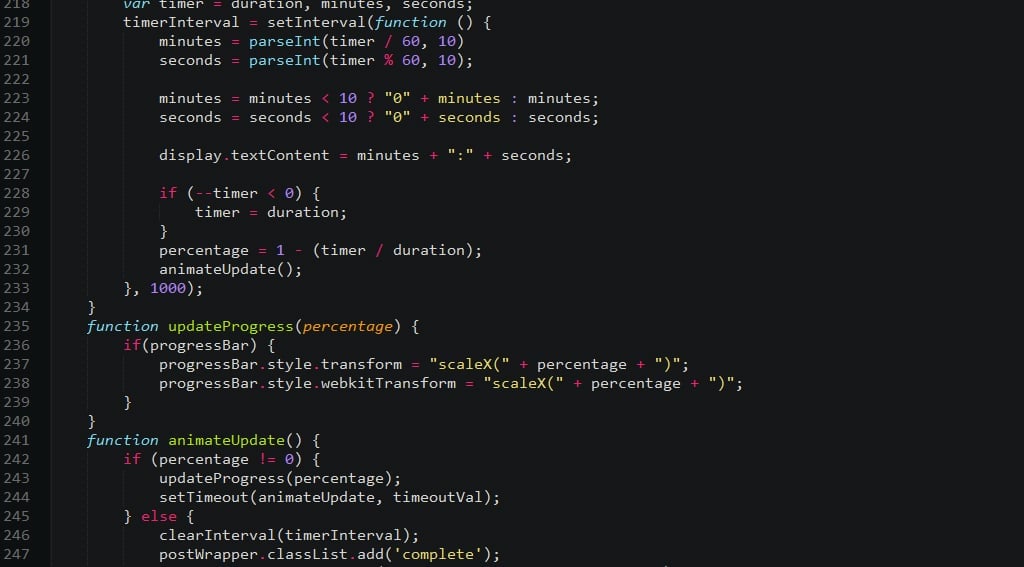 218 var timer = duration, minutes, seconds;
219 timerInterval = setInterval(function () {
220 minutes = parseInt(timer / 60, 10)
221 seconds = parseInt(timer % 60, 10);
222
223 minutes = minutes < 10 ? "0" + minutes : minutes;
224 seconds = seconds < 10 ? "0" + seconds : seconds;
225
226 display.textContent = minutes + ":" + seconds;
227
228 if (--timer < 0) {
229 timer = duration;
230 }
231 percentage = 1 - (timer / duration);
232 animateUpdate();
233 }, 1000);
234 }
235 function updateProgress(percentage) {
236 if(progressBar) {
237 progressBar.style.transform = "scaleX(" + percentage + ")";
238 progressBar.style.webkitTransform = "scaleX(" + percentage + ")";
239 }
240 }
241 function animateUpdate() {
242 if (percentage != 0) {
243 updateProgress(percentage);
244 setTimeout(animateUpdate, timeoutVal);
245 } else {
246 clearInterval(timerInterval);
247 postWrapper.classList.add('complete');